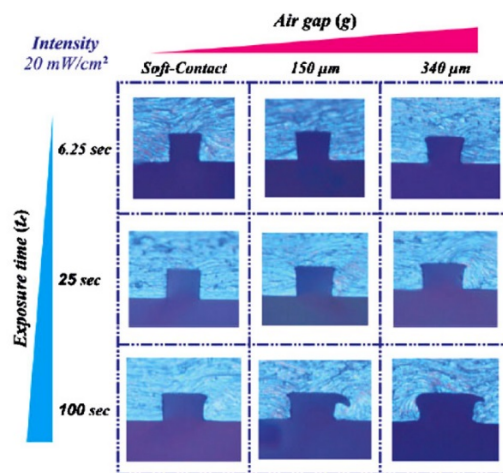 Air gap (g)
Intensity
20 mW/cm²
Soft-Contact
150 µm
340 µm
Exposure time (tᵣ)
6.25 sec
25 sec
100 sec